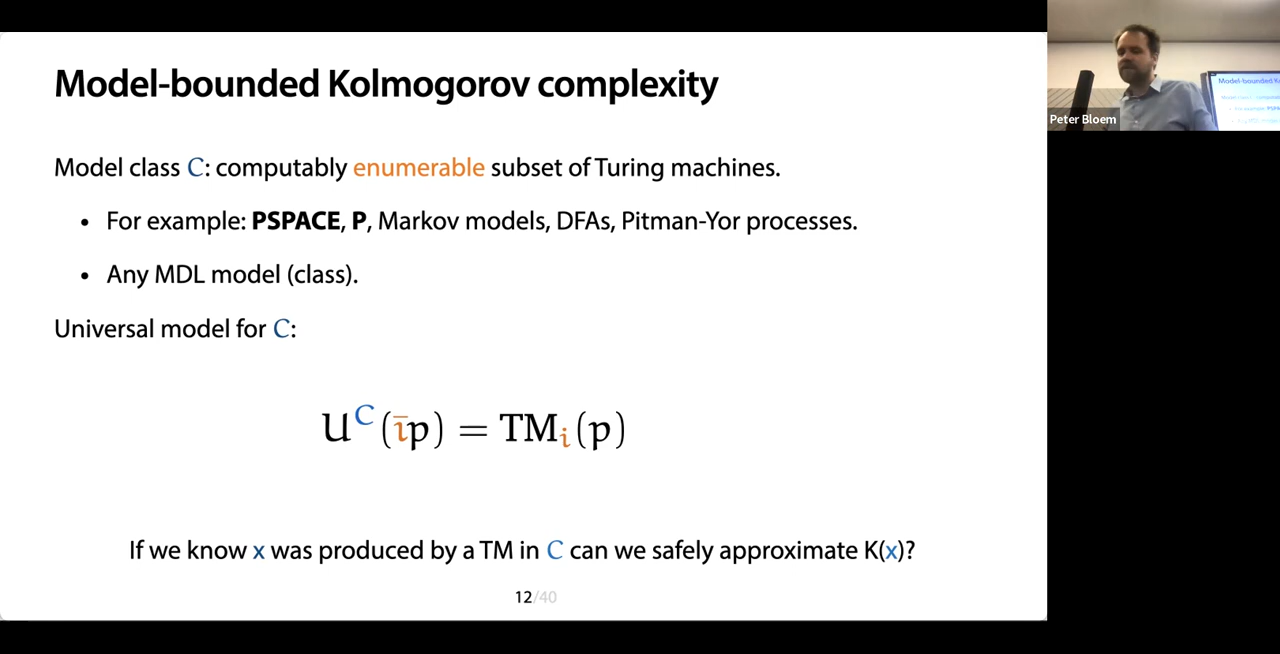 Model-bounded Kolmogorov complexity
Model class C: computably enumerable subset of Turing machines.
• For example: PSPACE, P, Markov models, DFAs, Pitman-Yor processes.
• Any MDL model (class).
Universal model for C:
U^C(īp) = TM_i(p)
If we know x was produced by a TM in C can we safely approximate K(x)?
12/40
Peter Bloem